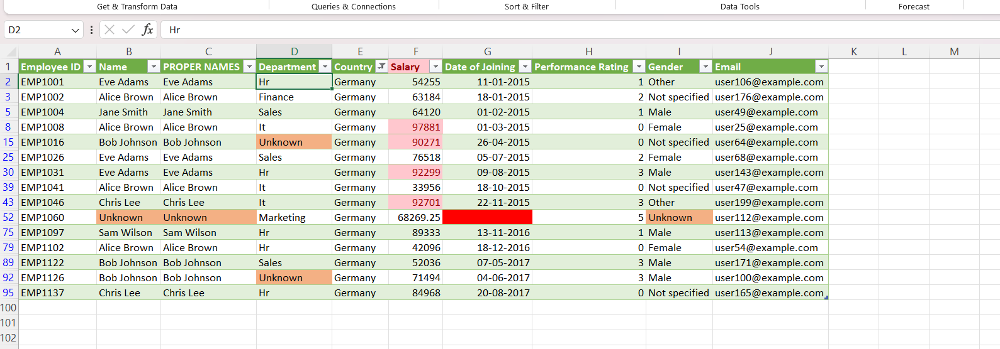 Get & Transform Data Queries & Connections Sort & Filter Data Tools Forecast
D2 fx Hr
A B C D E F G H I J K L M
1 Employee ID Name PROPER NAMES Department Country Salary Date of Joining Performance Rating Gender Email
2 EMP1001 Eve Adams Eve Adams Hr Germany 54255 11-01-2015 1 Other user106@example.com
3 EMP1002 Alice Brown Alice Brown Finance Germany 63184 18-01-2015 2 Not specified user176@example.com
5 EMP1004 Jane Smith Jane Smith Sales Germany 64120 01-02-2015 1 Male user49@example.com
8 EMP1008 Alice Brown Alice Brown It Germany 97881 01-03-2015 0 Female user25@example.com
15 EMP1016 Bob Johnson Bob Johnson Unknown Germany 90271 26-04-2015 0 Not specified user64@example.com
25 EMP1026 Eve Adams Eve Adams Sales Germany 76518 05-07-2015 2 Female user68@example.com
30 EMP1031 Eve Adams Eve Adams Hr Germany 92299 09-08-2015 3 Male user143@example.com
39 EMP1041 Alice Brown Alice Brown It Germany 33956 18-10-2015 0 Not specified user47@example.com
43 EMP1046 Chris Lee Chris Lee It Germany 92701 22-11-2015 3 Other user199@example.com
52 EMP1060 Unknown Unknown Marketing Germany 68269.25 5 Unknown user112@example.com
75 EMP1097 Sam Wilson Sam Wilson Hr Germany 89333 13-11-2016 1 Male user113@example.com
79 EMP1102 Alice Brown Alice Brown Hr Germany 42096 18-12-2016 0 Female user54@example.com
89 EMP1122 Bob Johnson Bob Johnson Sales Germany 52036 07-05-2017 3 Male user171@example.com
92 EMP1126 Bob Johnson Bob Johnson Unknown Germany 71494 04-06-2017 3 Male user100@example.com
95 EMP1137 Chris Lee Chris Lee Hr Germany 84968 20-08-2017 0 Not specified user165@example.com
100
101
102